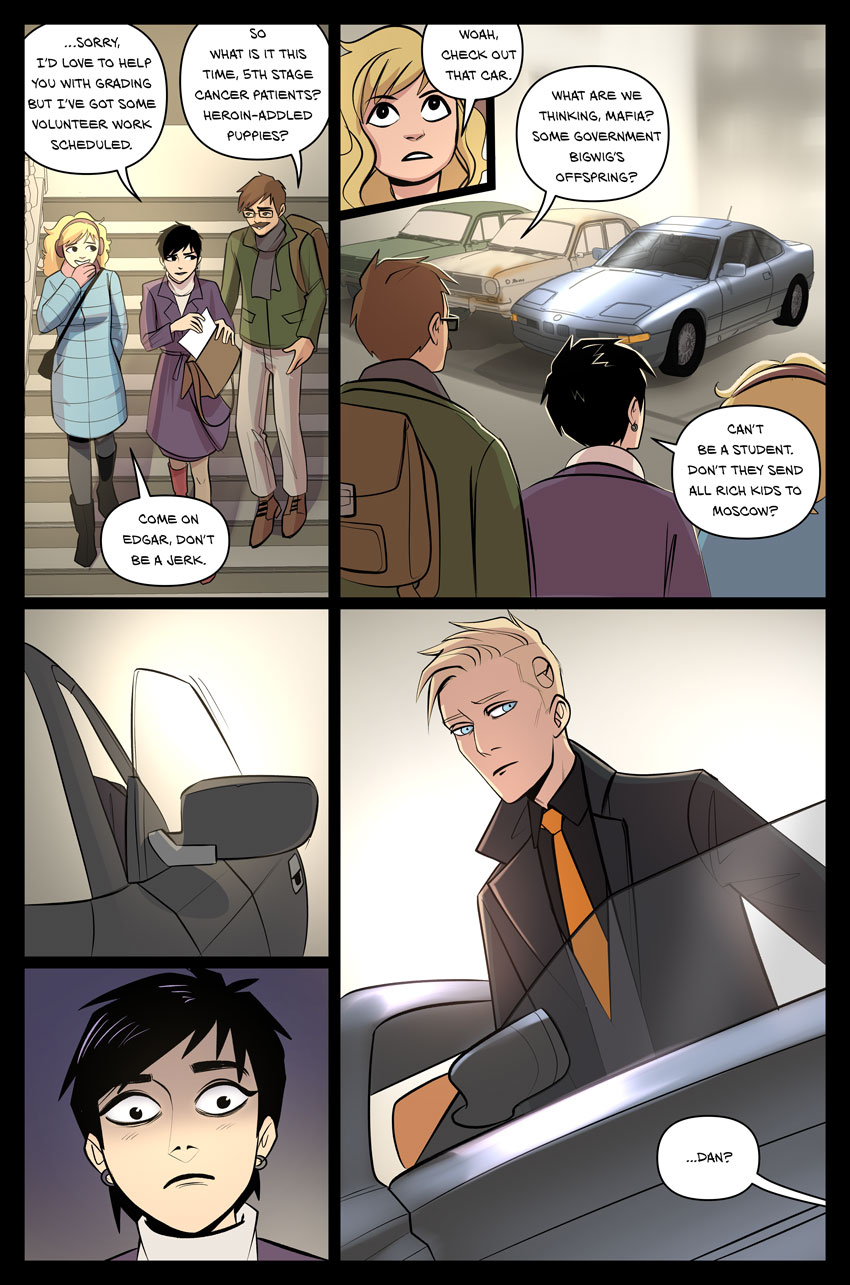 ...SORRY,
I'D LOVE TO HELP
YOU WITH GRADING
BUT I'VE GOT SOME
VOLUNTEER WORK
SCHEDULED.
SO
WHAT IS IT THIS
TIME, 5TH STAGE
CANCER PATIENTS?
HEROIN-ADDLED
PUPPIES?
COME ON
EDGAR, DON'T
BE A JERK.
WOAH,
CHECK OUT
THAT CAR.
WHAT ARE WE
THINKING, MAFIA?
SOME GOVERNMENT
BIGWIG'S
OFFSPRING?
CAN'T
BE A STUDENT.
DON'T THEY SEND
ALL RICH KIDS TO
MOSCOW?
...DAN?